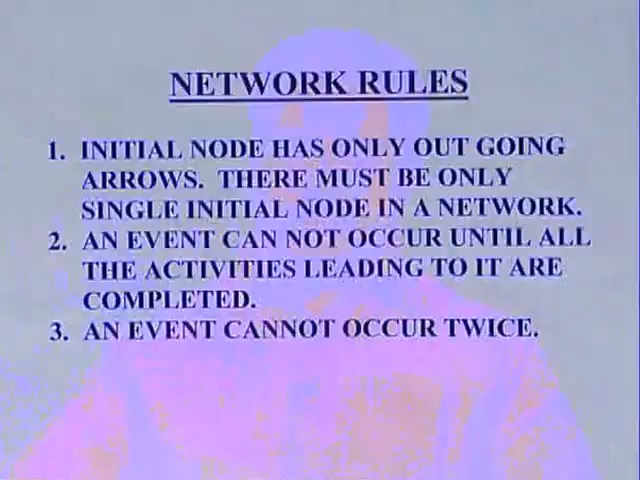 NETWORK RULES
1. INITIAL NODE HAS ONLY OUT GOING
ARROWS. THERE MUST BE ONLY
SINGLE INITIAL NODE IN A NETWORK.
2. AN EVENT CAN NOT OCCUR UNTIL ALL
THE ACTIVITIES LEADING TO IT ARE
COMPLETED.
3. AN EVENT CANNOT OCCUR TWICE.